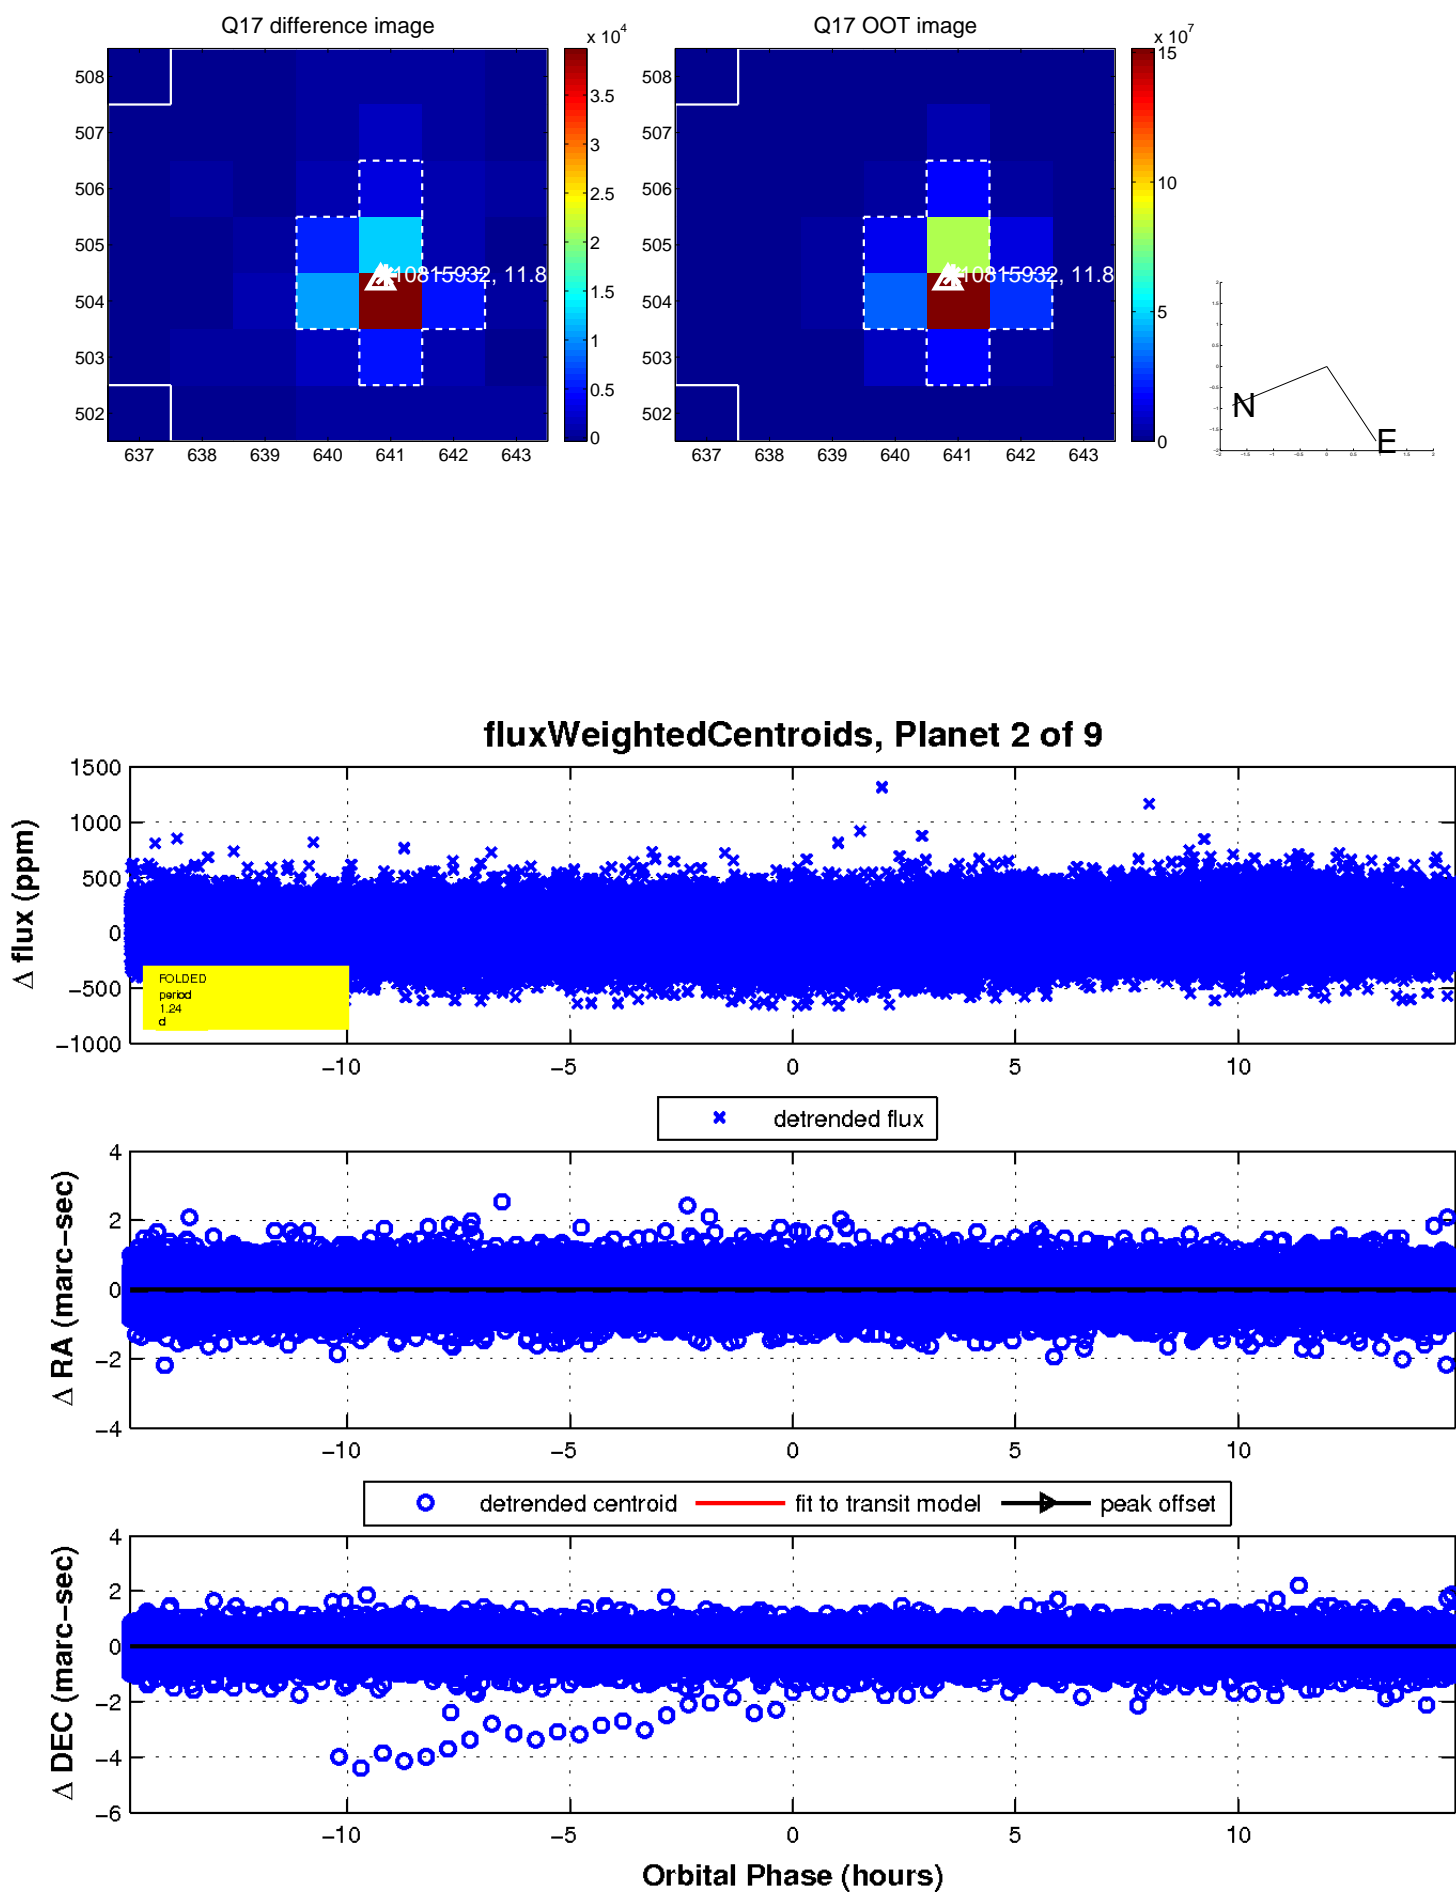 Q17 difference image
x 10^4
508
507
506
505
504
503
502
637 638 639 640 641 642 643
3.5
3
2.5
2
1.5
1
0.5
0
10815932, 11.8
Q17 OOT image
x 10^7
508
507
506
505
504
503
502
637 638 639 640 641 642 643
15
10
5
0
10815932, 11.8
N
E
fluxWeightedCentroids, Planet 2 of 9
Δ flux (ppm)
1500
1000
500
0
−500
−1000
FOLDED
period
1.24
d
−10 −5 0 5 10
detrended flux
Δ RA (marc−sec)
4
2
0
−2
−4
−10 −5 0 5 10
detrended centroid fit to transit model peak offset
Δ DEC (marc−sec)
4
2
0
−2
−4
−6
−10 −5 0 5 10
Orbital Phase (hours)